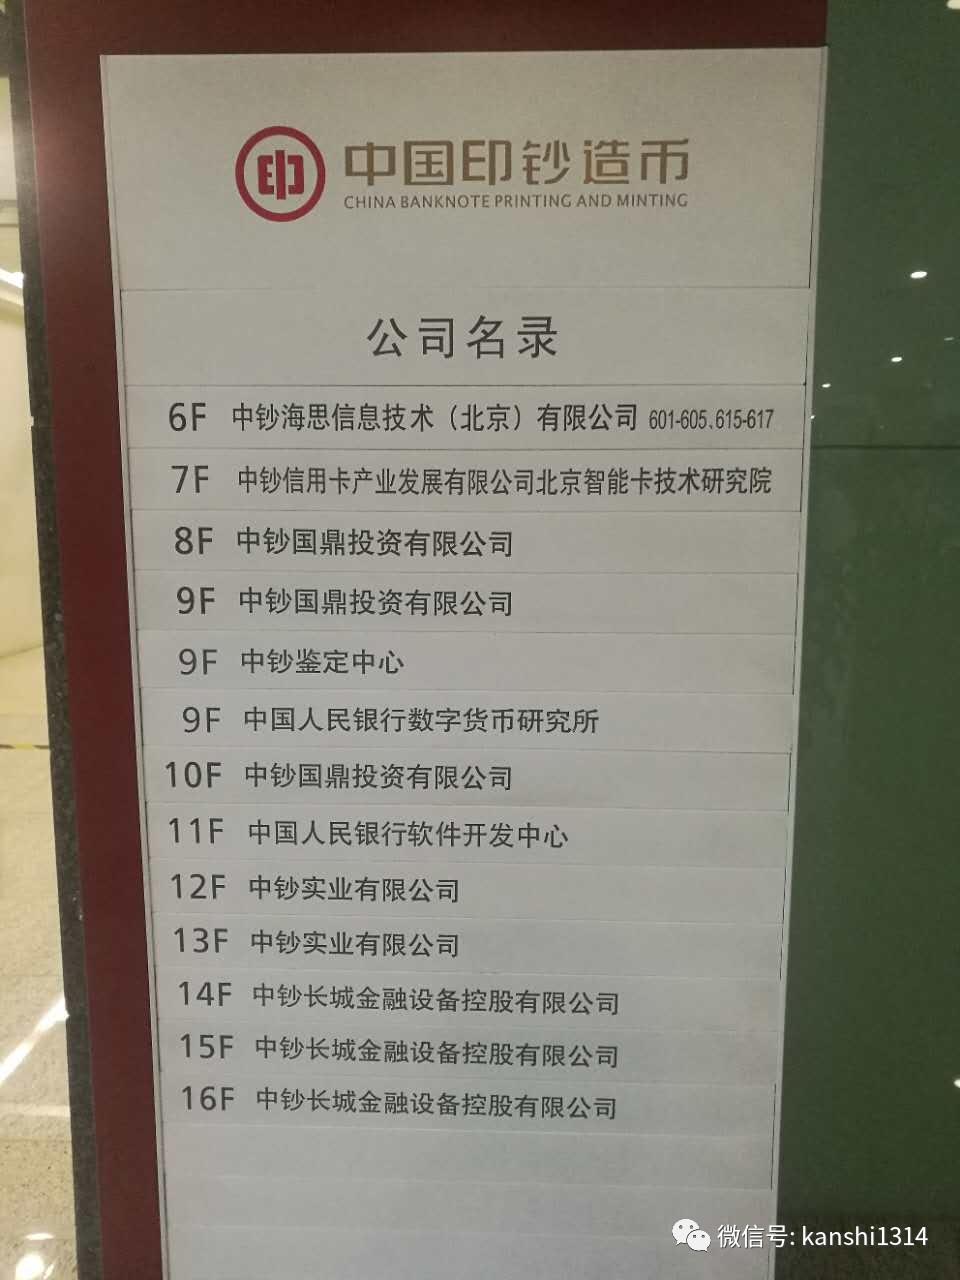 中国印钞造币
CHINA BANKNOTE PRINTING AND MINTING
公司名录
6F 中钞海思信息技术（北京）有限公司 601-605、615-617
7F 中钞信用卡产业发展有限公司北京智能卡技术研究院
8F 中钞国鼎投资有限公司
9F 中钞国鼎投资有限公司
9F 中钞鉴定中心
9F 中国人民银行数字货币研究所
10F 中钞国鼎投资有限公司
11F 中国人民银行软件开发中心
12F 中钞实业有限公司
13F 中钞实业有限公司
14F 中钞长城金融设备控股有限公司
15F 中钞长城金融设备控股有限公司
16F 中钞长城金融设备控股有限公司
微信号: kanshi1314